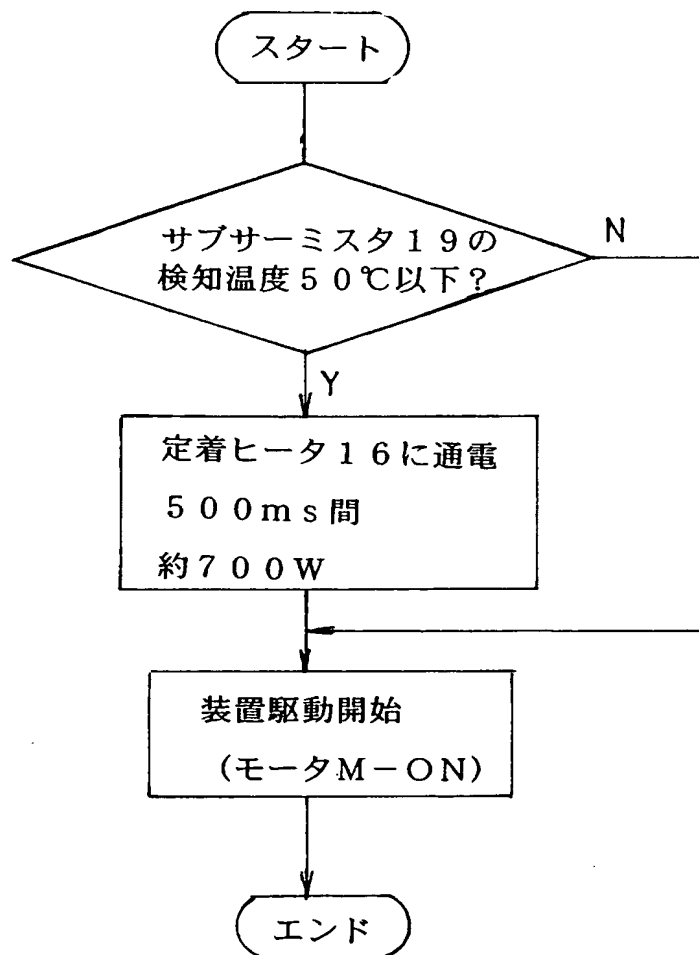 スタート
サブサーミスタ１９の
検知温度５０℃以下？
N
Y
定着ヒータ１６に通電
５００ｍｓ間
約７００Ｗ
装置駆動開始
（モータＭ－ＯＮ）
エンド